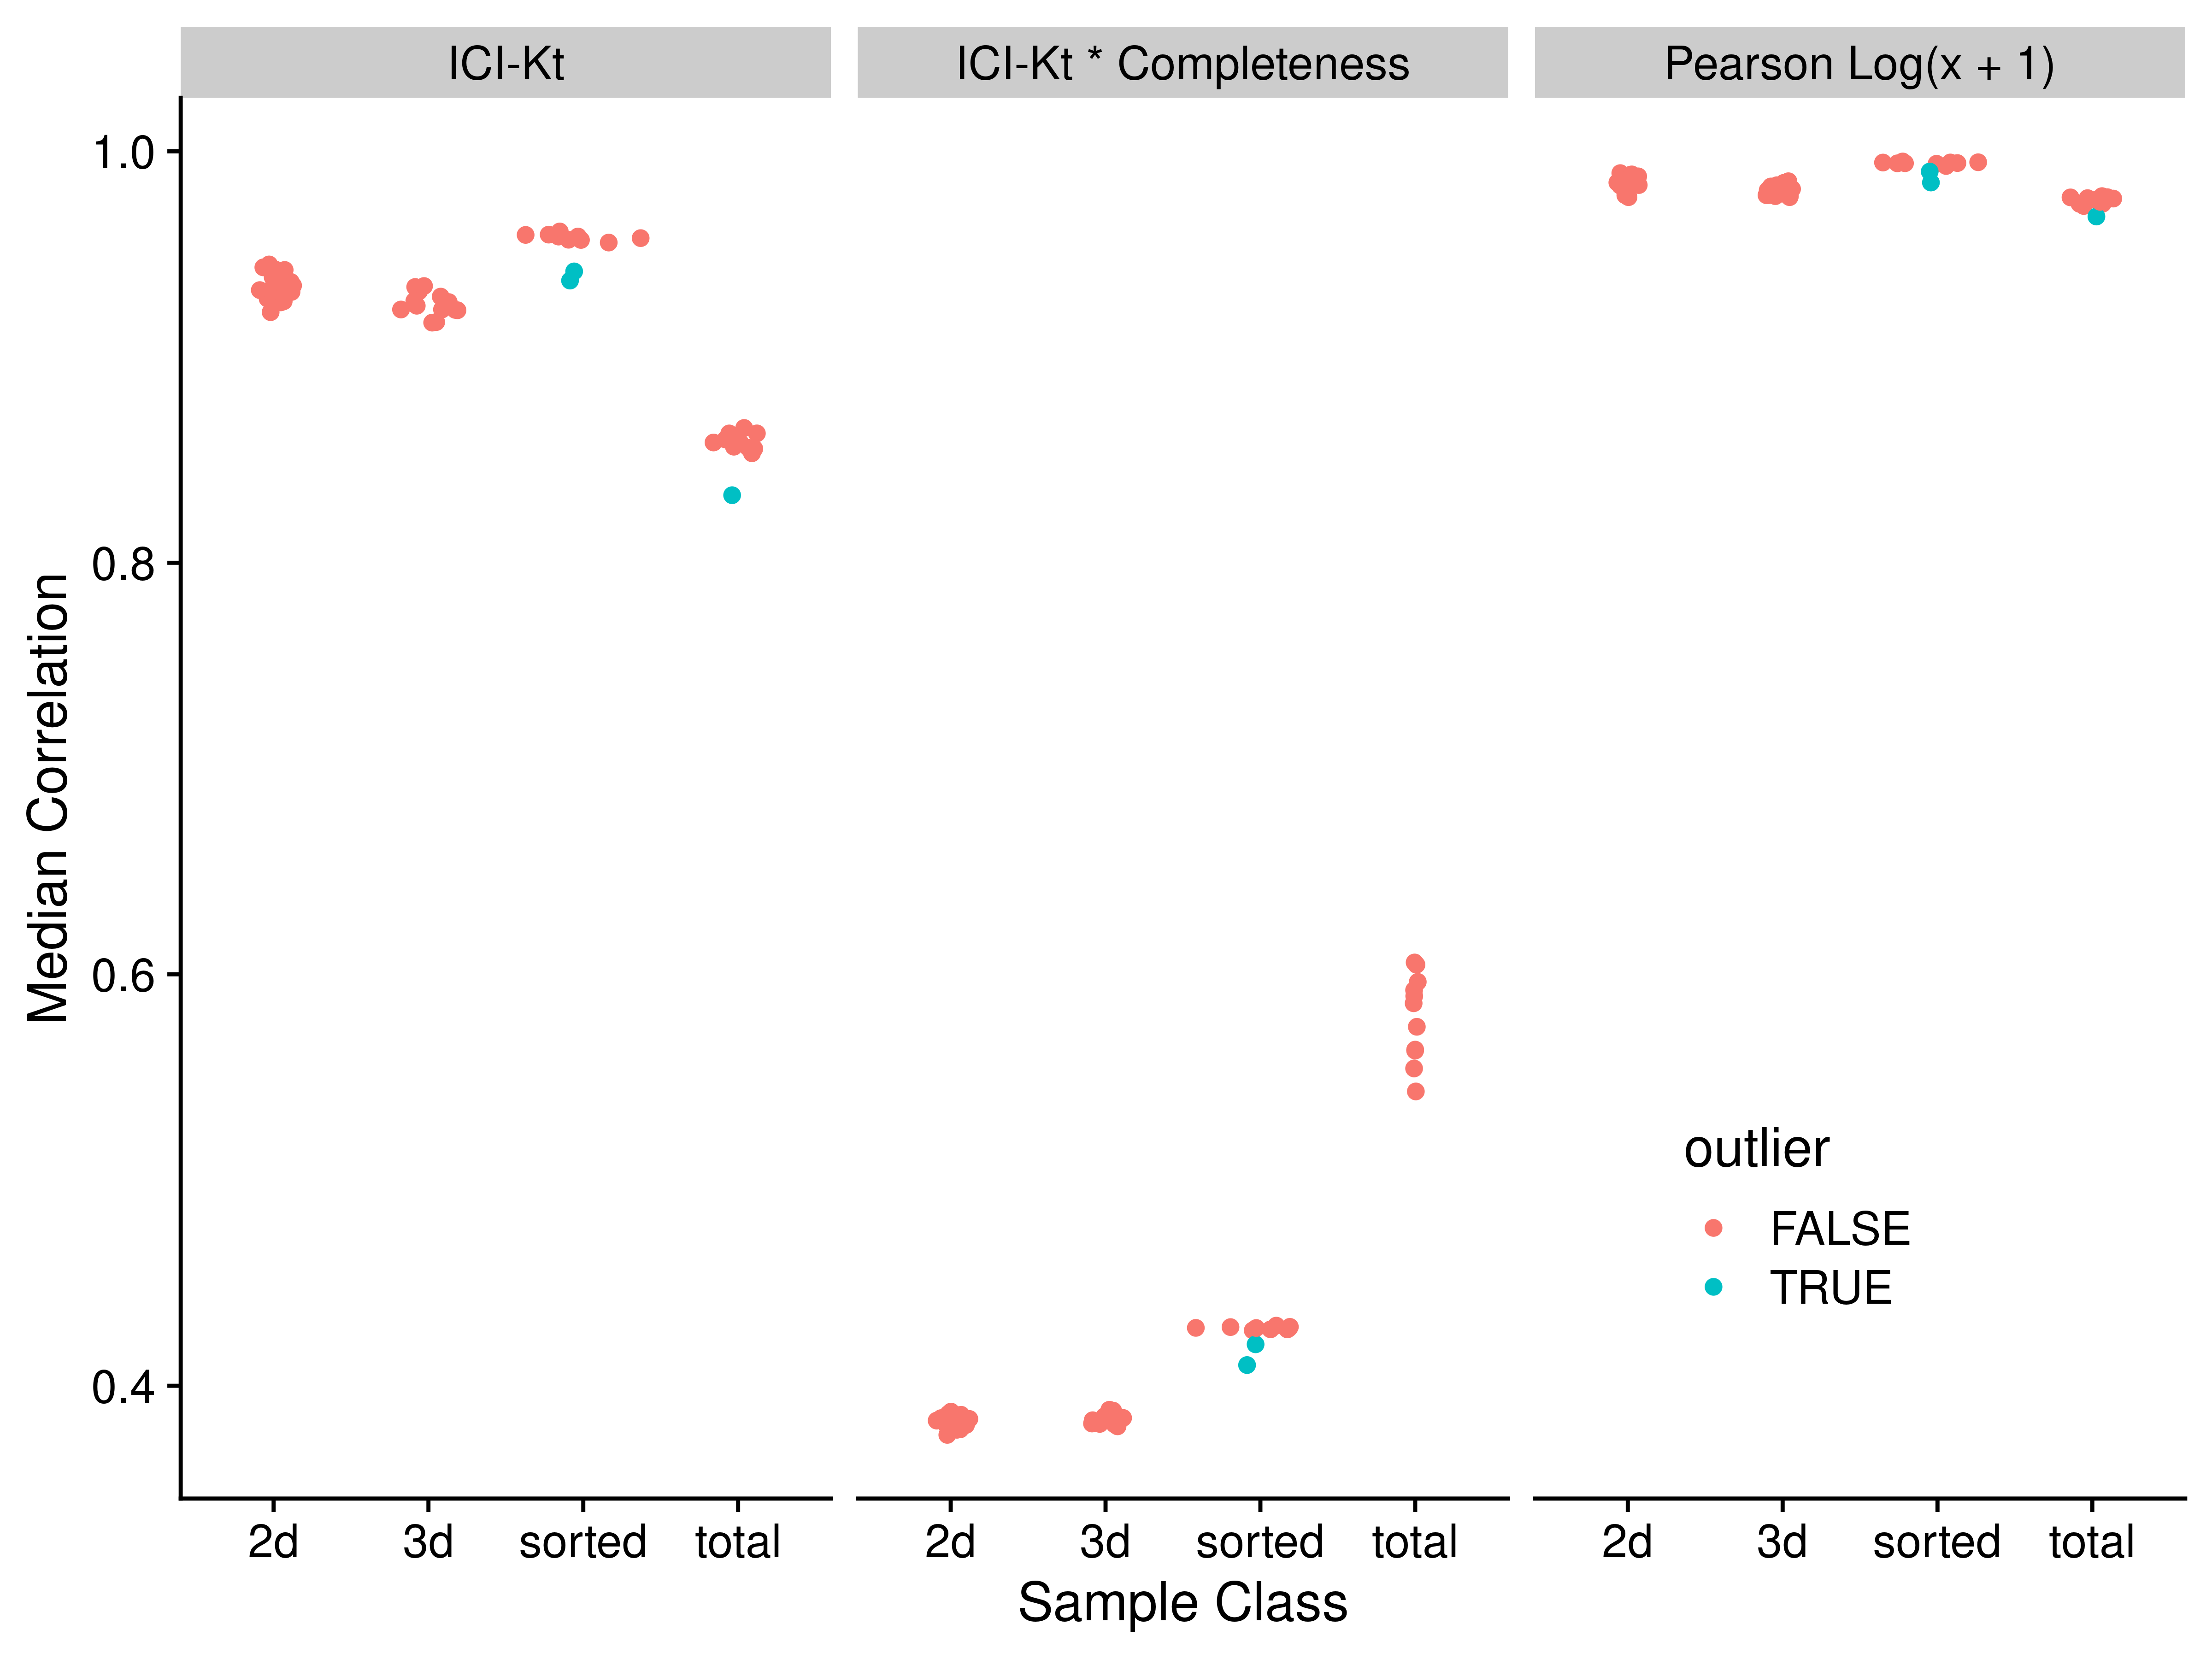 ICI-Kt
ICI-Kt * Completeness
Pearson Log(x + 1)
Median Correlation
1.0
0.8
0.6
0.4
outlier
FALSE
TRUE
2d 3d sorted total
2d 3d sorted total
2d 3d sorted total
Sample Class